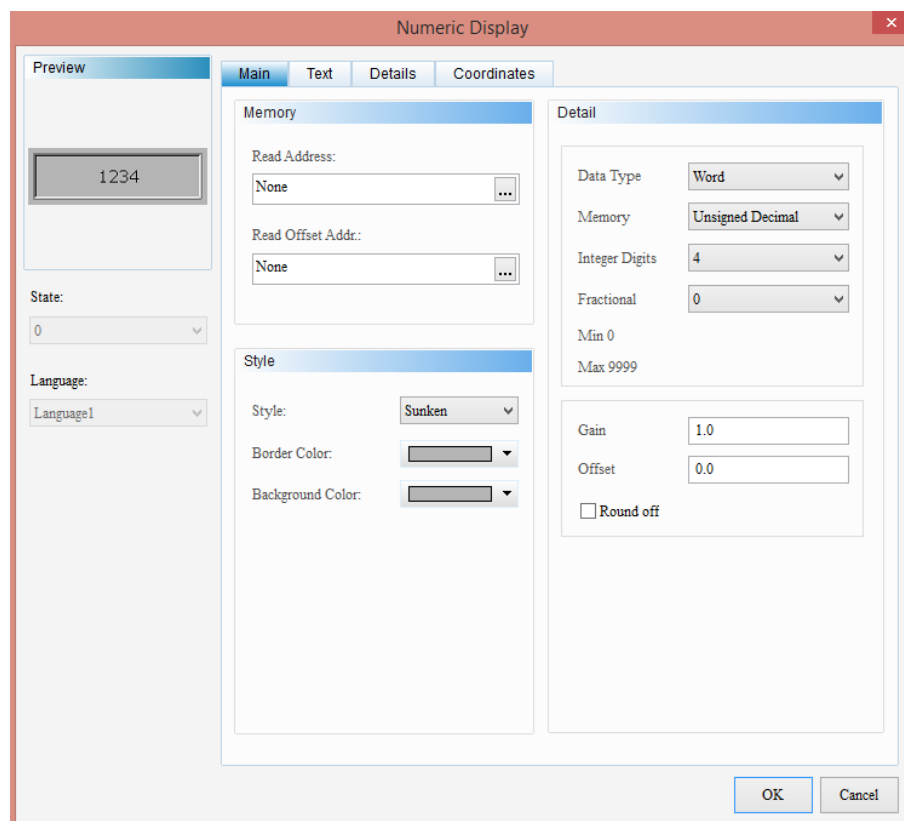 Numeric Display
×
Preview
1234
State:
0
Language:
Language1
Main Text Details Coordinates
Memory
Read Address:
None
...
Read Offset Addr.:
None
...
Style
Style: Sunken
Border Color:
Background Color:
Detail
Data Type Word
Memory Unsigned Decimal
Integer Digits 4
Fractional 0
Min 0
Max 9999
Gain 1.0
Offset 0.0
Round off
OK Cancel